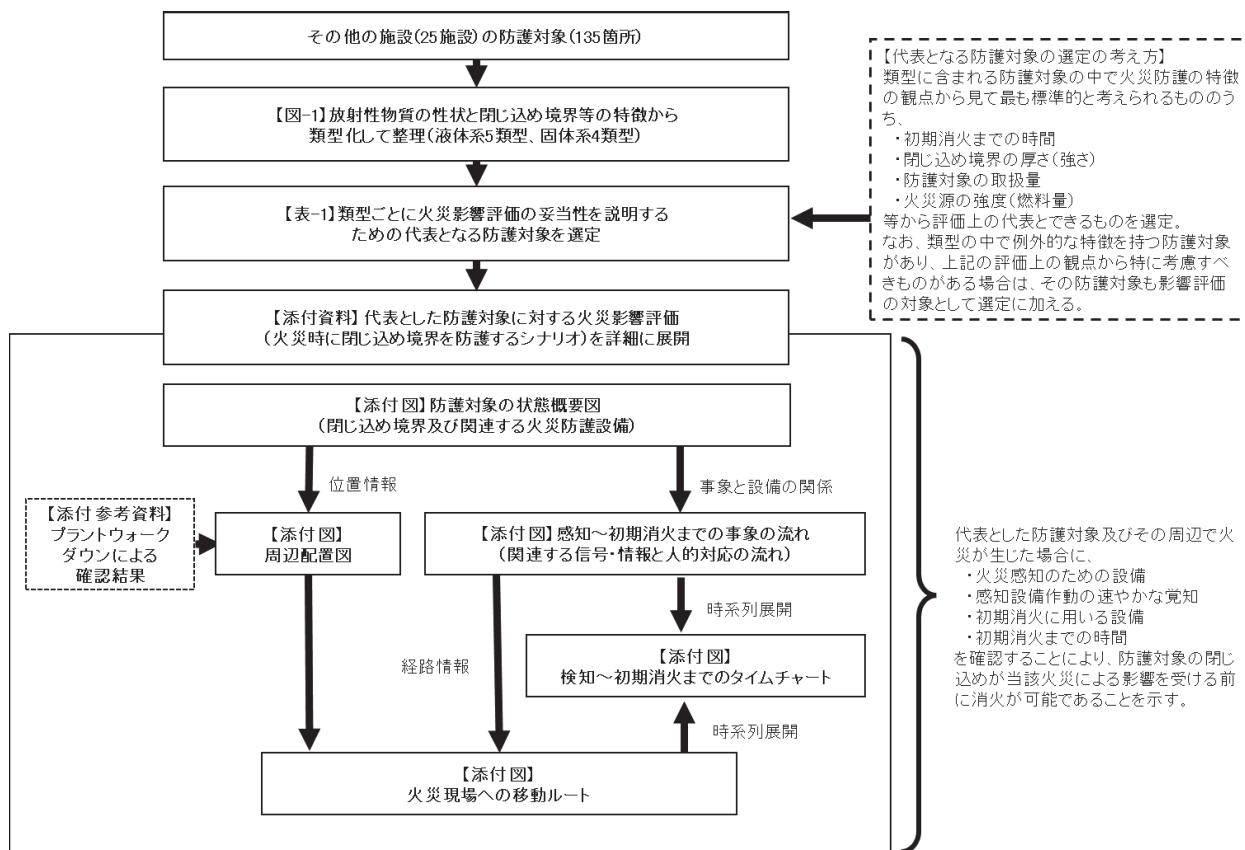 その他の施設(25施設)の防護対象(135箇所)
【図-1】放射性物質の性状と閉じ込め境界等の特徴から
類型化して整理(液体系5類型、固体系4類型)
【表-1】類型ごとに火災影響評価の妥当性を説明する
ための代表となる防護対象を選定
【代表となる防護対象の選定の考え方】
類型に含まれる防護対象の中で火災防護の特徴
の観点から見て最も標準的と考えられるもののう
ち、
・初期消火までの時間
・閉じ込め境界の厚さ(強さ)
・防護対象の取扱量
・火災源の強度(燃料量)
等から評価上の代表とできるものを選定。
なお、類型の中で例外的な特徴を持つ防護対象
があり、上記の評価上の観点から特に考慮すべ
きものがある場合は、その防護対象も影響評価
の対象として選定に加える。
【添付資料】代表とした防護対象に対する火災影響評価
(火災時に閉じ込め境界を防護するシナリオ)を詳細に展開
【添付図】防護対象の状態概要図
(閉じ込め境界及び関連する火災防護設備)
位置情報
事象と設備の関係
【添付参考資料】
プラントウォーク
ダウンによる
確認結果
【添付図】
周辺配置図
【添付図】感知～初期消火までの事象の流れ
(関連する信号・情報と人的対応の流れ)
時系列展開
経路情報
【添付図】
検知～初期消火までのタイムチャート
時系列展開
【添付図】
火災現場への移動ルート
代表とした防護対象及びその周辺で火
災が生じた場合に、
・火災感知のための設備
・感知設備作動の速やかな覚知
・初期消火に用いる設備
・初期消火までの時間
を確認することにより、防護対象の閉じ
込めが当該火災による影響を受ける前
に消火が可能であることを示す。